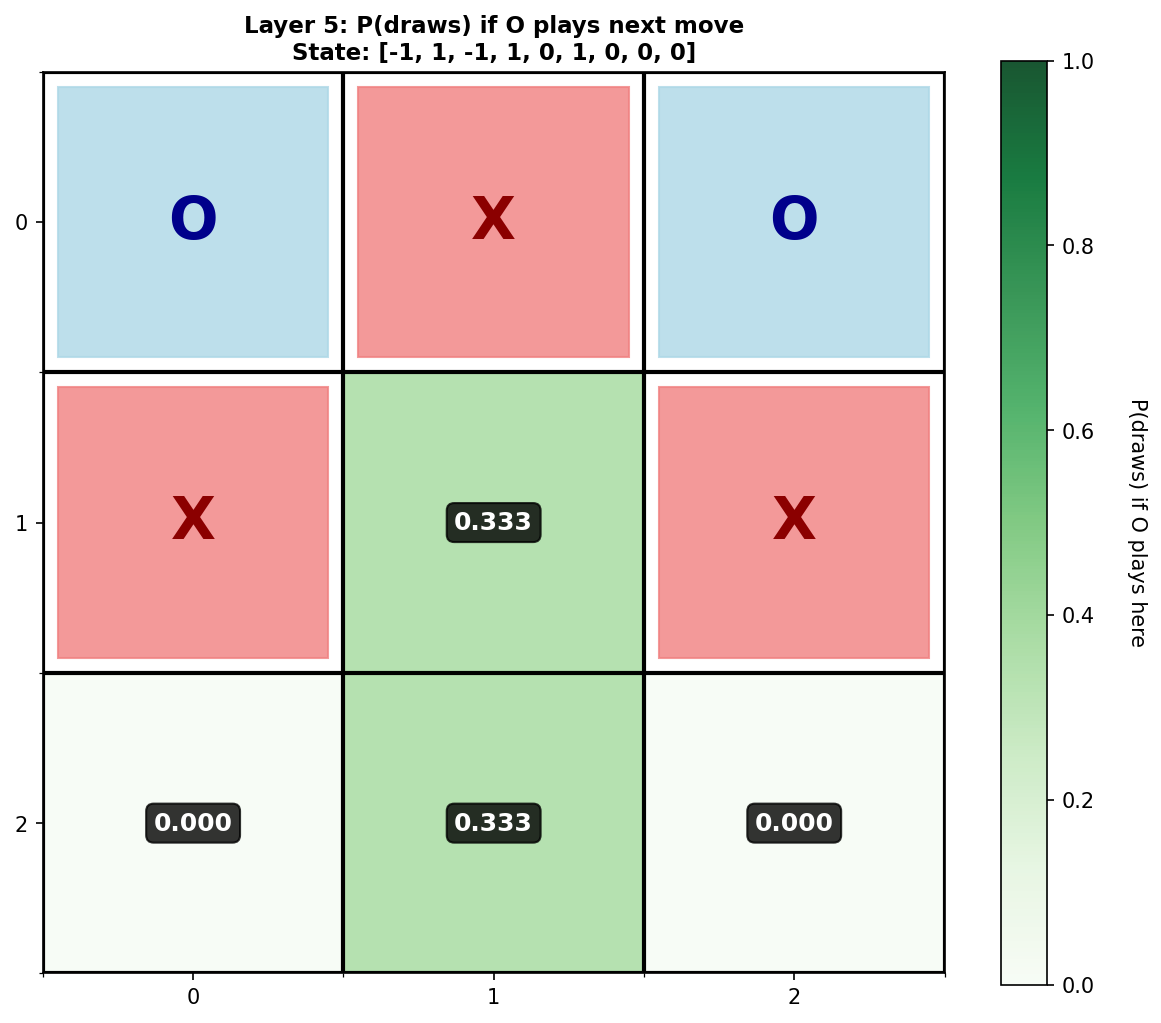 Layer 5: P(draws) if O plays next move
State: [-1, 1, -1, 1, 0, 1, 0, 0, 0]
O
X
O
X
0.333
X
0.000
0.333
0.000
0
1
2
0
1
2
1.0
0.8
0.6
0.4
0.2
0.0
P(draws) if O plays here